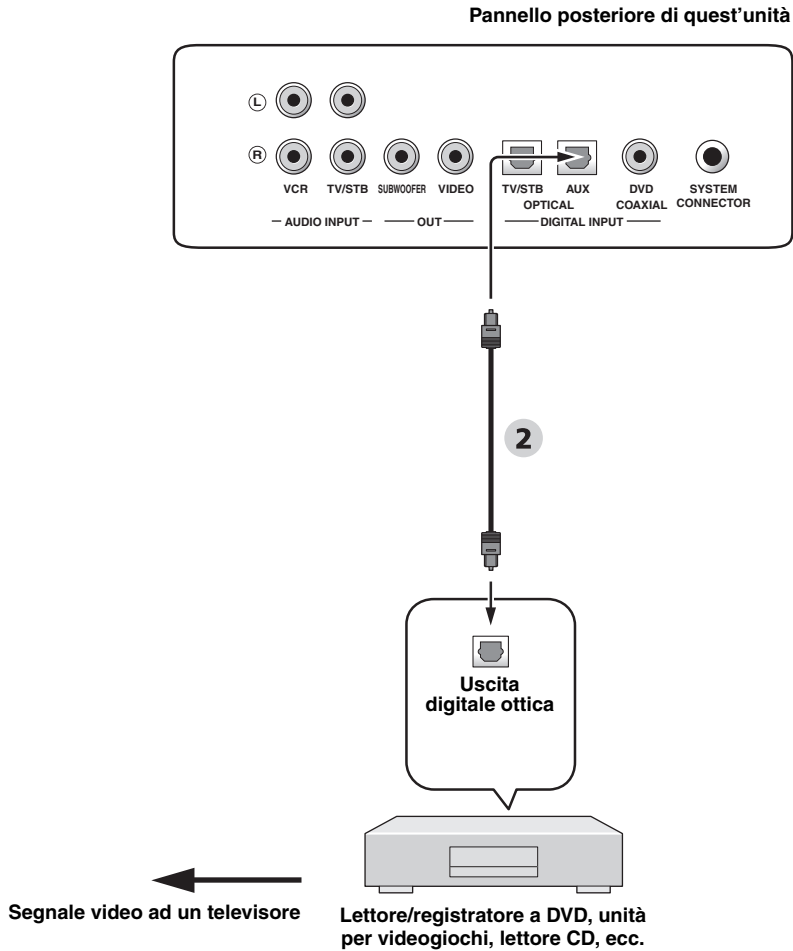 Pannello posteriore di quest'unità
L
R
VCR TV/STB SUBWOOFER VIDEO TV/STB AUX DVD SYSTEM
OPTICAL COAXIAL CONNECTOR
AUDIO INPUT OUT DIGITAL INPUT
2
Uscita
digitale ottica
Segnale video ad un televisore
Lettore/registratore a DVD, unità
per videogiochi, lettore CD, ecc.